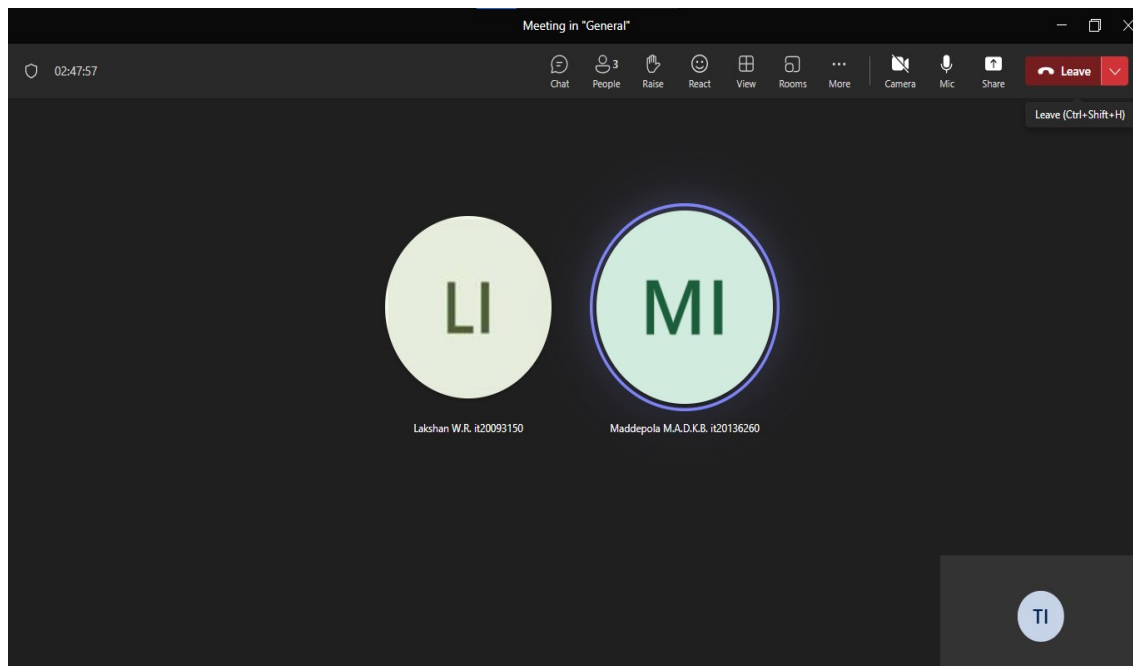 Meeting in "General"
02:47:57
3
Chat People Raise React View Rooms More Camera Mic Share Leave
Leave (Ctrl+Shift+H)
LI MI
Lakshan W.R. it20093150 Maddepola M.A.D.K.B. it20136260
TI